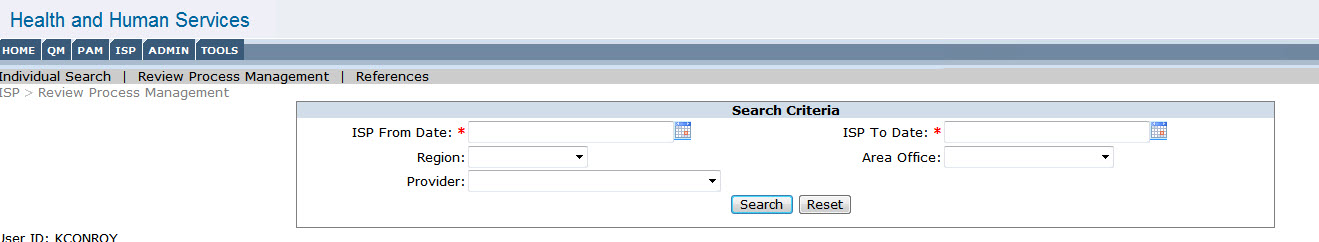 Health and Human Services
HOME QM PAM ISP ADMIN TOOLS
Individual Search | Review Process Management | References
ISP > Review Process Management
Search Criteria
ISP From Date: * ISP To Date: *
Region: Area Office:
Provider:
Search Reset
User ID: KCONROY